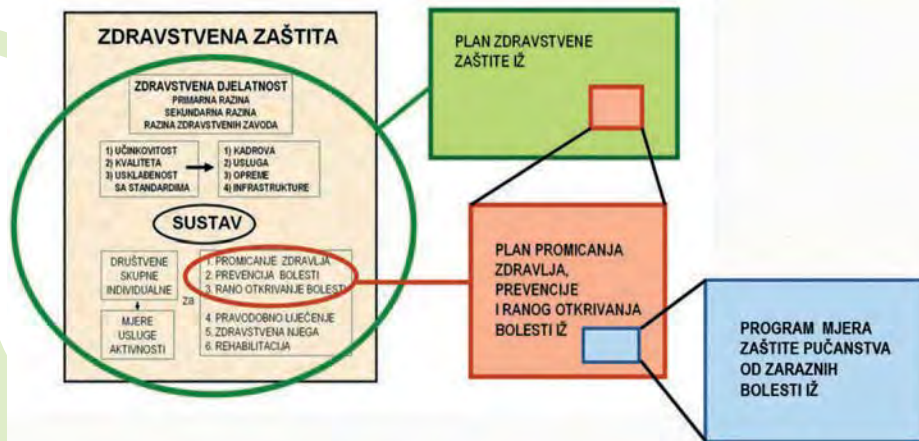 ZDRAVSTVENA ZAŠTITA
ZDRAVSTVENA DJELATNOST
PRIMARNA RAZINA
SEKUNDARNA RAZINA
RAZINA ZDRAVSTVENIH ZAVODA
1) UČINKOVITOST
2) KVALITETA
3) USKLAĐENOST
SA STANDARDIMA
1) KADROVA
2) USLUGA
3) OPREME
4) INFRASTRUKTURE
SUSTAV
DRUŠTVENE
SKUPNE
INDIVIDUALNE
MJERE
USLUGE
AKTIVNOSTI
za
1. PROMICANJE ZDRAVLJA
2. PREVENCIJA BOLESTI
3. RANO OTKRIVANJE BOLESTI
4. PRAVODOBNO LIJEČENJE
5. ZDRAVSTVENA NJEGA
6. REHABILITACIJA
PLAN ZDRAVSTVENE
ZAŠTITE IŽ
PLAN PROMICANJA
ZDRAVLJA,
PREVENCIJE
I RANOG OTKRIVANJA
BOLESTI IŽ
PROGRAM MJERA
ZAŠTITE PUČANSTVA
OD ZARAZNIH
BOLESTI IŽ